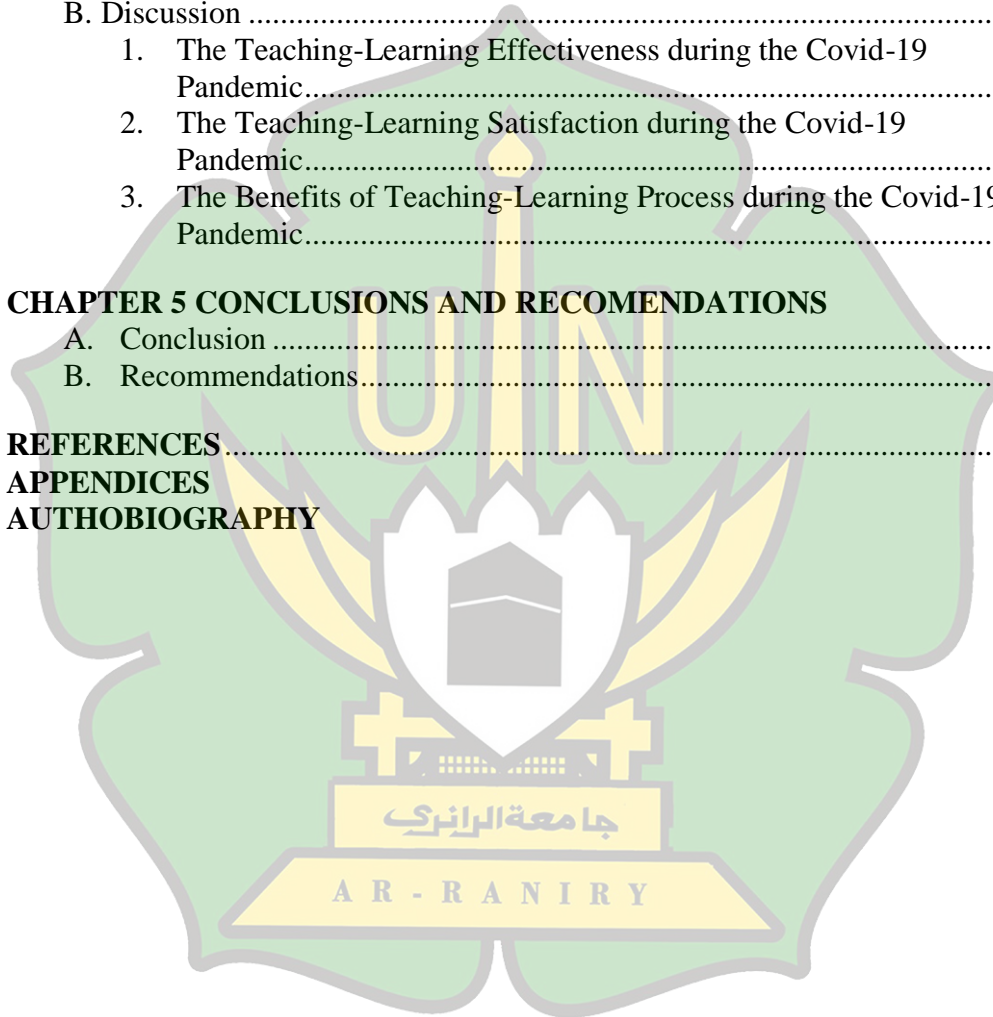 B. Discussion ...............................................................................................
1. The Teaching-Learning Effectiveness during the Covid-19
Pandemic.......................................................................................
2. The Teaching-Learning Satisfaction during the Covid-19
Pandemic.......................................................................................
3. The Benefits of Teaching-Learning Process during the Covid-19
Pandemic.......................................................................................
CHAPTER 5 CONCLUSIONS AND RECOMENDATIONS
A. Conclusion ...........................................................................................
B. Recommendations................................................................................
REFERENCES................................................................................................
APPENDICES
AUTHOBIOGRAPHY
UIN
جامعة الرانري
AR-RANIRY